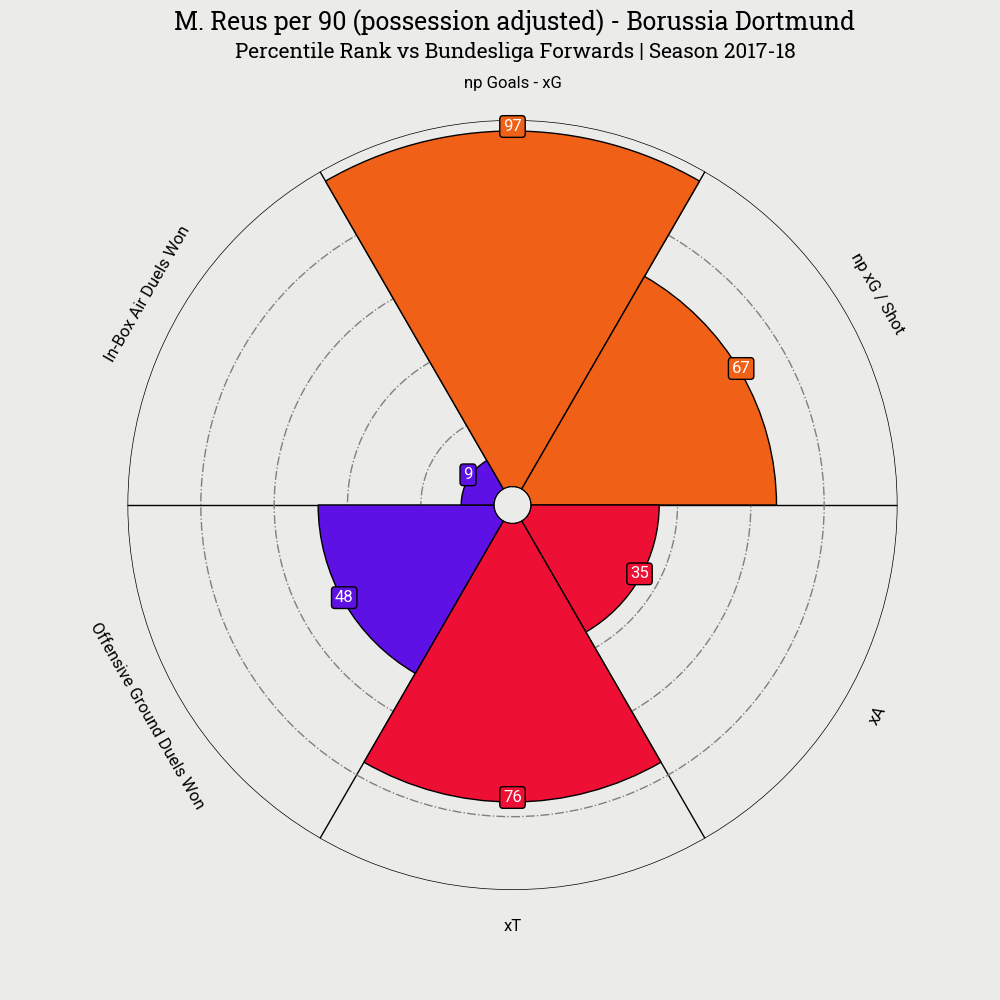 M. Reus per 90 (possession adjusted) - Borussia Dortmund
Percentile Rank vs Bundesliga Forwards | Season 2017-18
np Goals - xG
97
np xG / Shot
67
xA
35
xT
76
Offensive Ground Duels Won
48
In-Box Air Duels Won
9